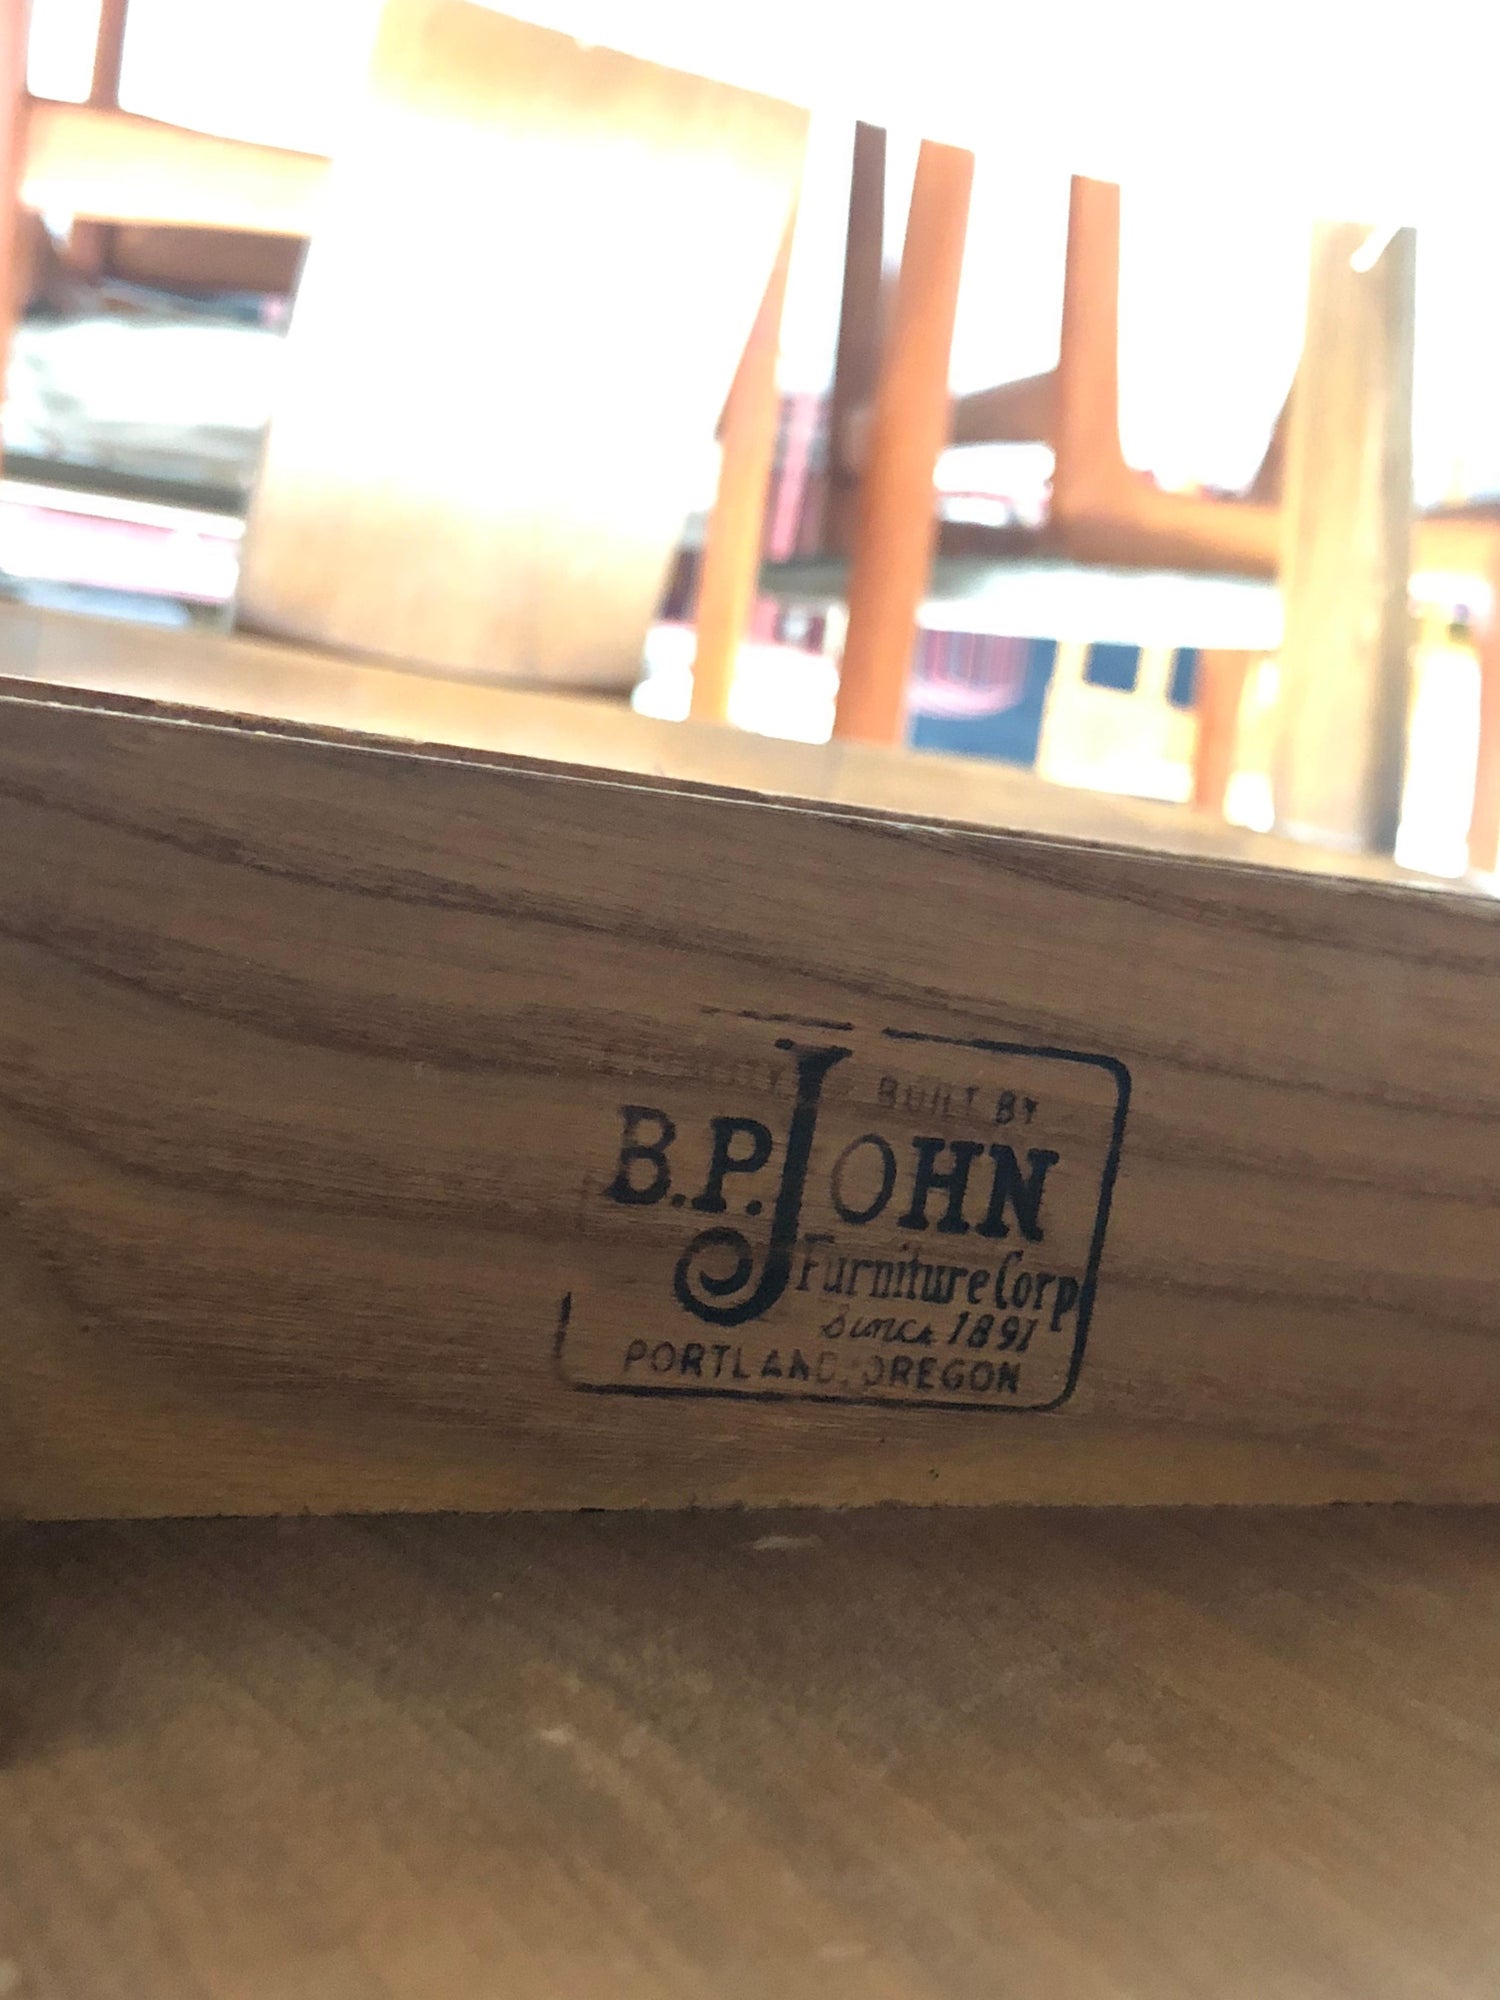 BUILT BY
B.P. JOHN
Furniture Corp
Since 1891
PORTLAND, OREGON